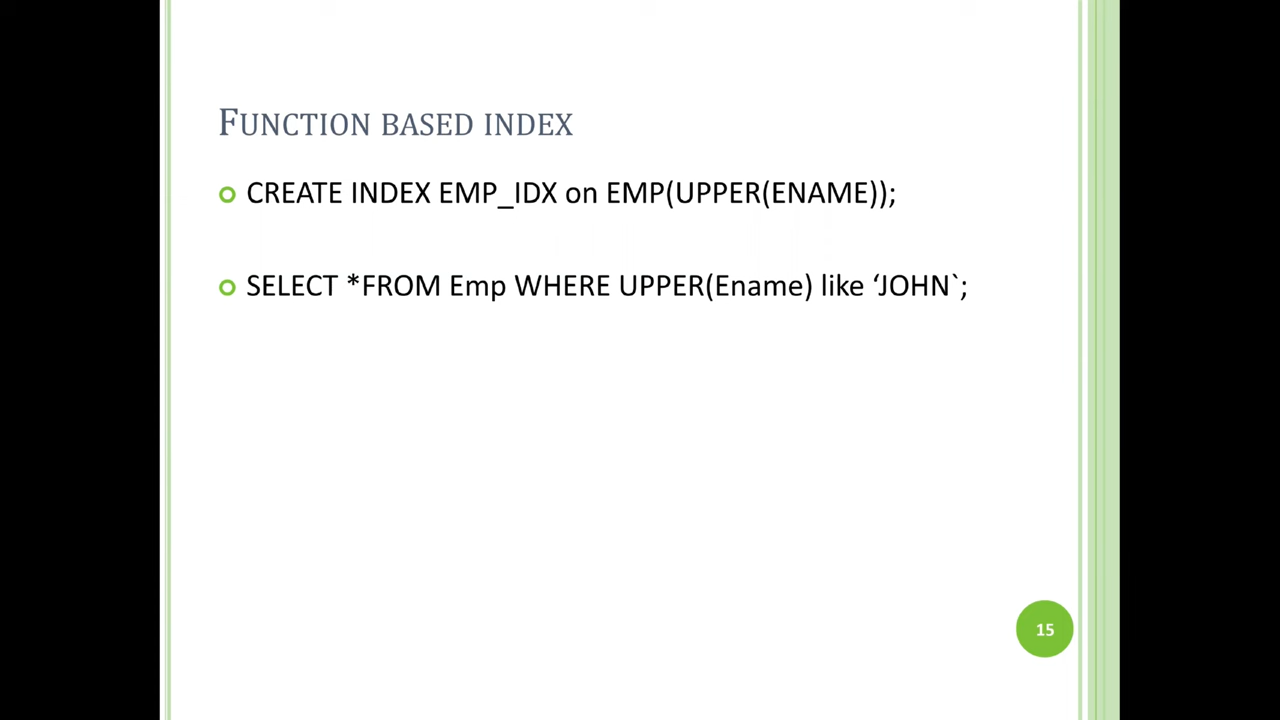 FUNCTION BASED INDEX
CREATE INDEX EMP_IDX on EMP(UPPER(ENAME));
SELECT *FROM Emp WHERE UPPER(Ename) like ‘JOHN`;
15